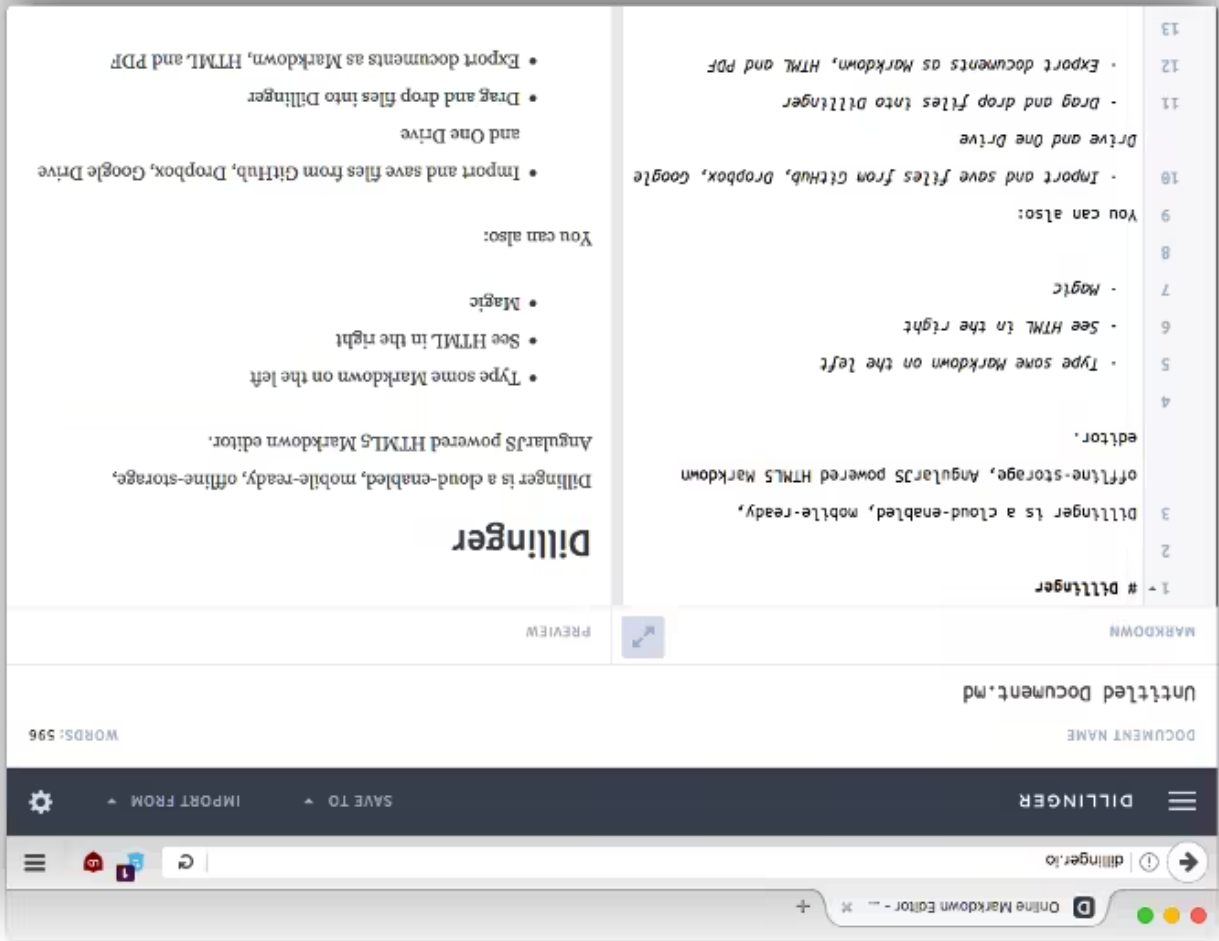 Online Markdown Editor - ...
dillinger.io
1
DILLINGER
SAVE TO
IMPORT FROM
DOCUMENT NAME
WORDS: 596
Untitled Document.md
MARKDOWN
PREVIEW
1 # Dillinger
2
3 Dillinger is a cloud-enabled, mobile-ready,
offline-storage, AngularJS powered HTML5 Markdown
editor.
4
5 - Type some Markdown on the left
6 - See HTML in the right
7 - Magic
8
9 You can also:
10 - Import and save files from GitHub, Dropbox, Google
Drive and One Drive
11 - Drag and drop files into Dillinger
12 - Export documents as Markdown, HTML and PDF
13
Dillinger
Dillinger is a cloud-enabled, mobile-ready, offline-storage,
AngularJS powered HTML5 Markdown editor.
• Type some Markdown on the left
• See HTML in the right
• Magic
You can also:
• Import and save files from GitHub, Dropbox, Google Drive
and One Drive
• Drag and drop files into Dillinger
• Export documents as Markdown, HTML and PDF